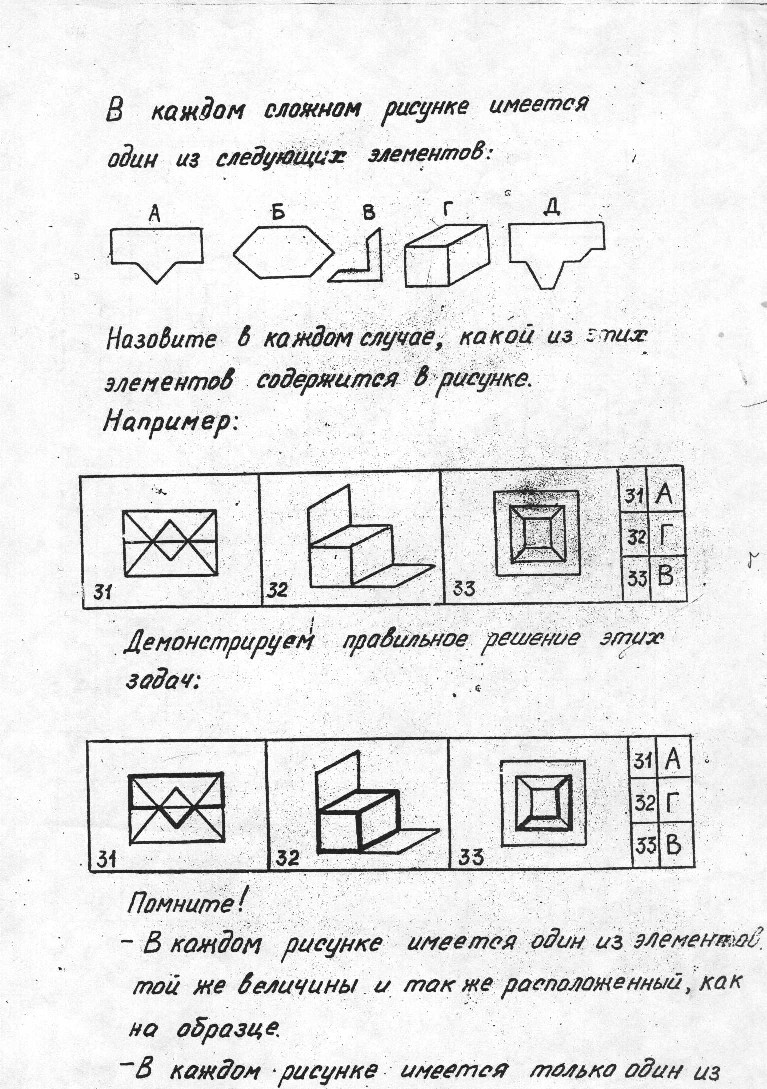 В каждом сложном рисунке имеется
один из следующих элементов:
А Б В Г Д
Назовите в каждом случае, какой из этих
элементов содержится в рисунке.
Например:
31 32 33
31 А
32 Г
33 В
Демонстрируем правильное решение этих
задач:
31 32 33
31 А
32 Г
33 В
Помните!
- В каждом рисунке имеется один из элементов
той же величины и так же расположенный, как
на образце.
- В каждом рисунке имеется только один из